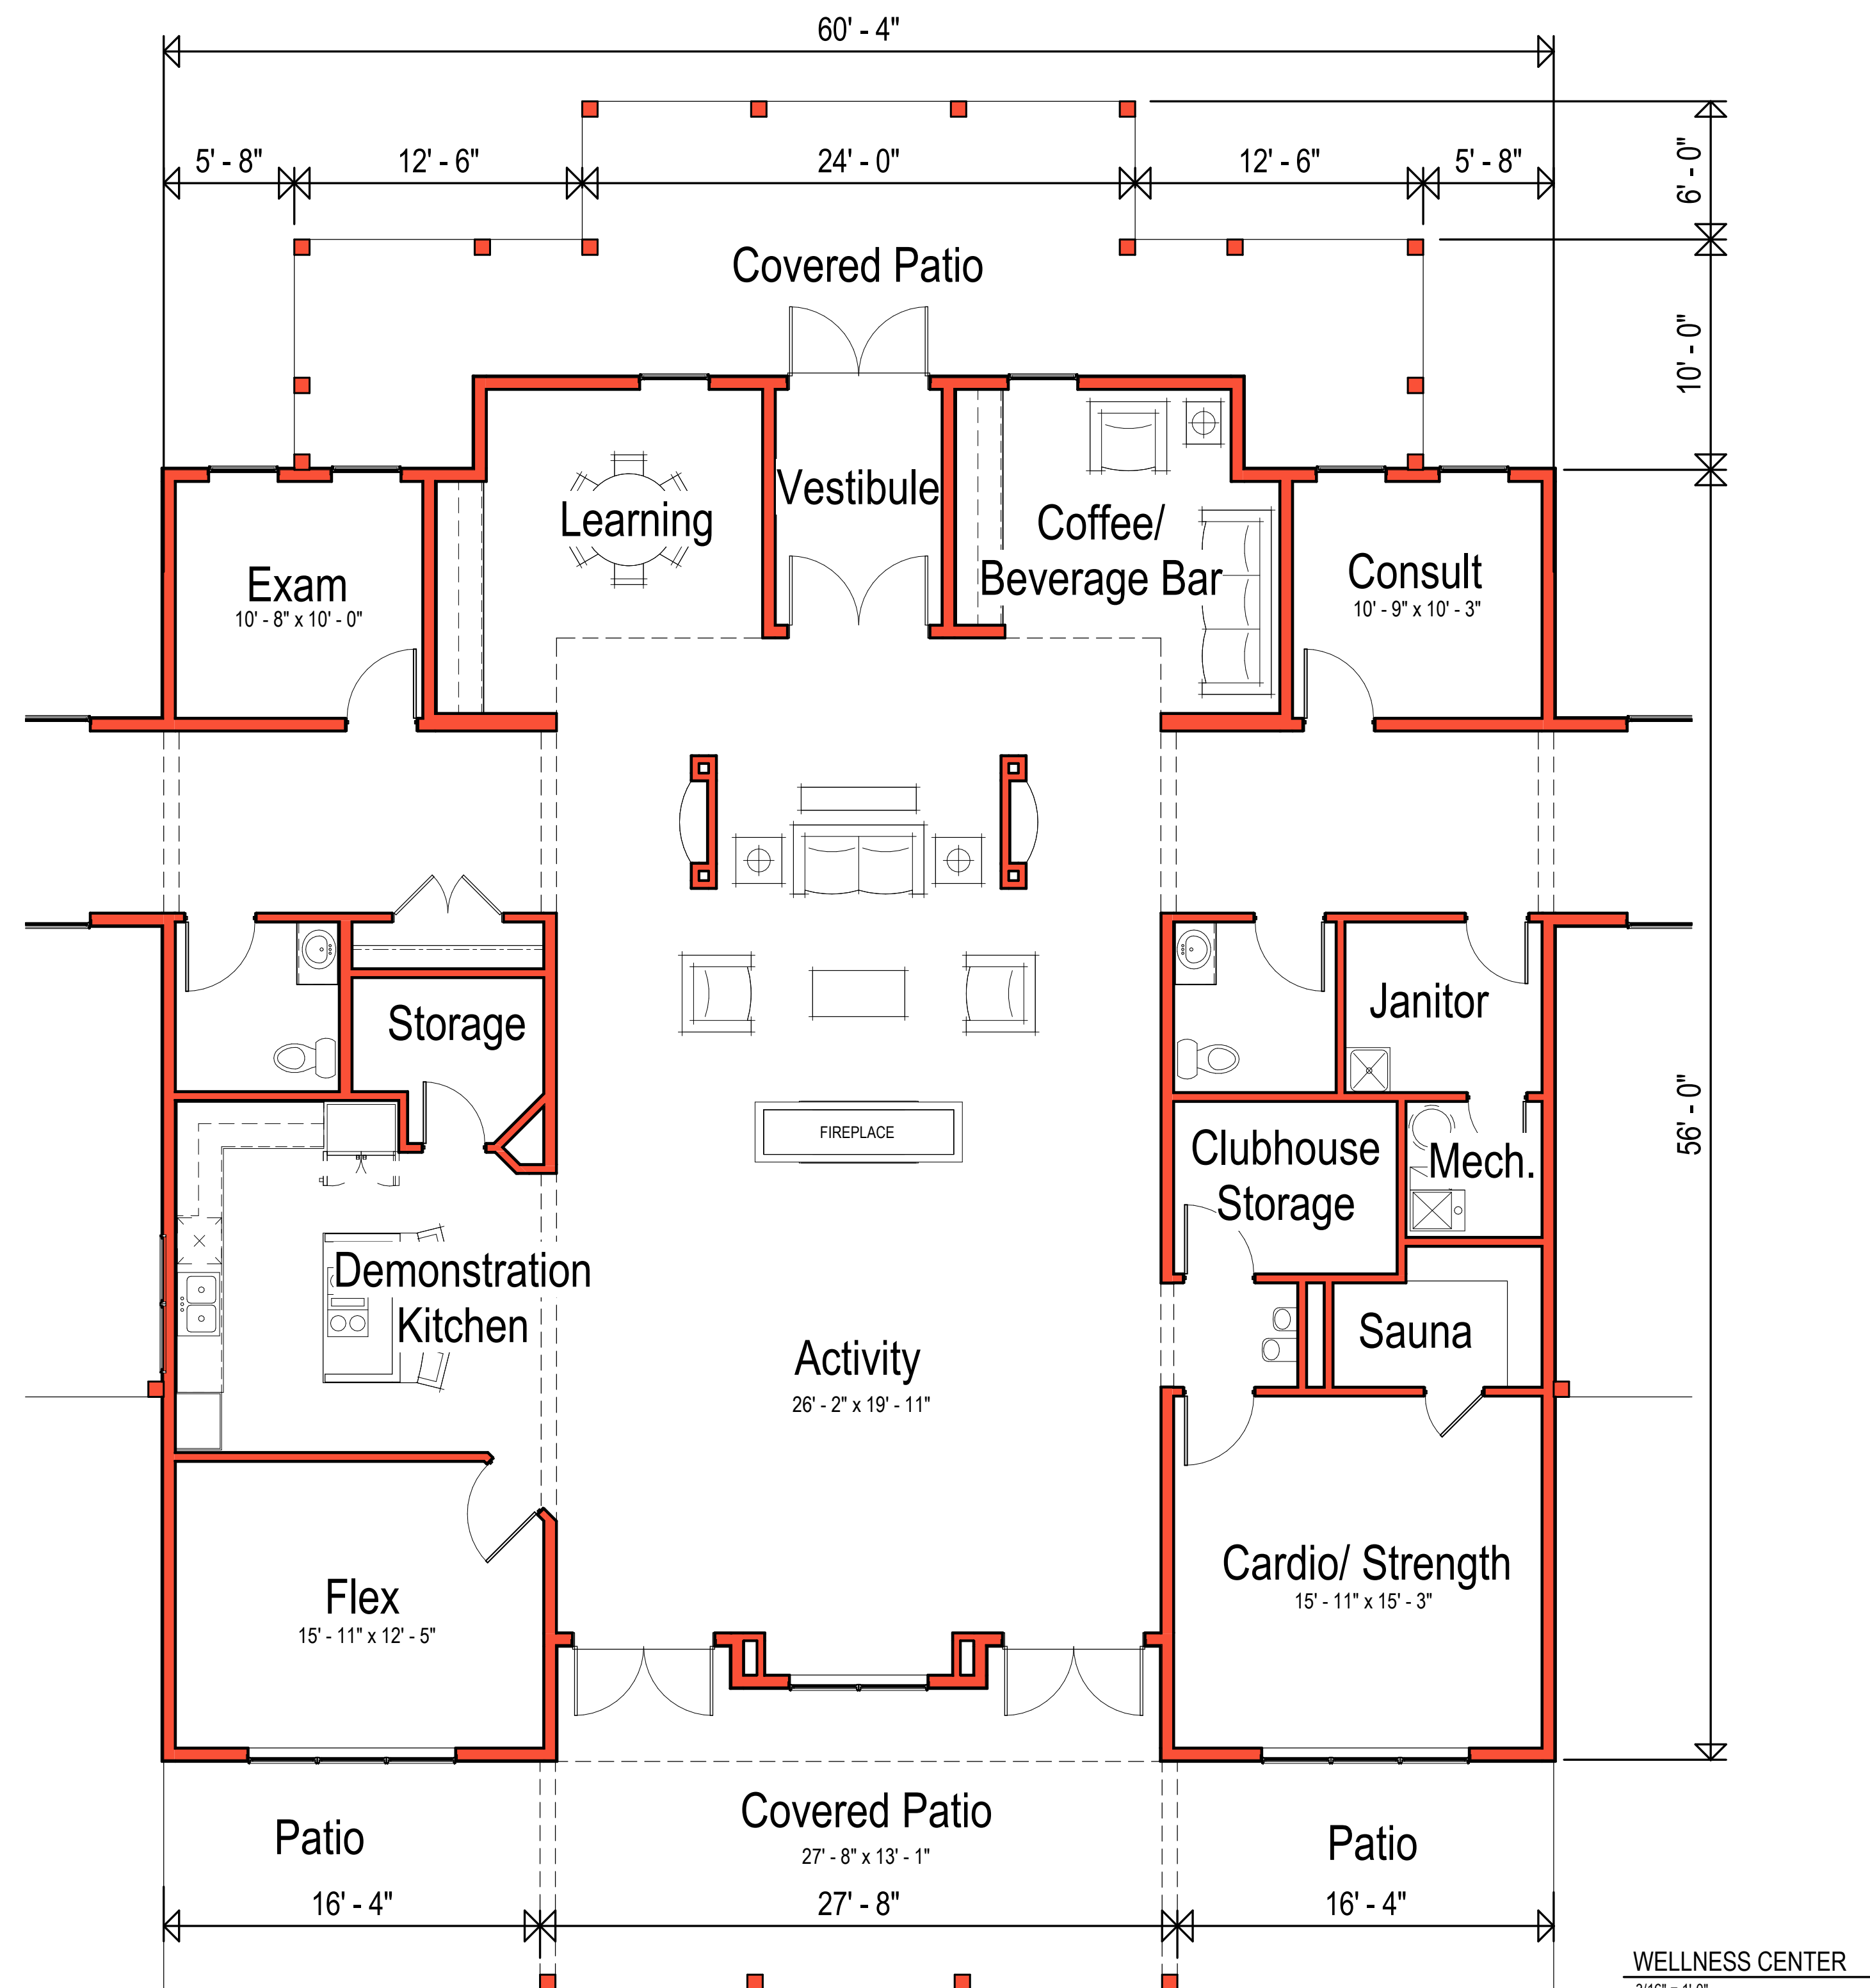 60' - 4"
5' - 8"
12' - 6"
24' - 0"
12' - 6"
5' - 8"
6' - 0"
Covered Patio
10' - 0"
Learning
Vestibule
Coffee/
Beverage Bar
Exam
10' - 8" x 10' - 0"
Consult
10' - 9" x 10' - 3"
Storage
Janitor
56' - 0"
FIREPLACE
Clubhouse
Storage
Mech.
Demonstration
Kitchen
Sauna
Activity
26' - 2" x 19' - 11"
Flex
15' - 11" x 12' - 5"
Cardio/ Strength
15' - 11" x 15' - 3"
Patio
Covered Patio
27' - 8" x 13' - 1"
Patio
16' - 4"
27' - 8"
16' - 4"
WELLNESS CENTER